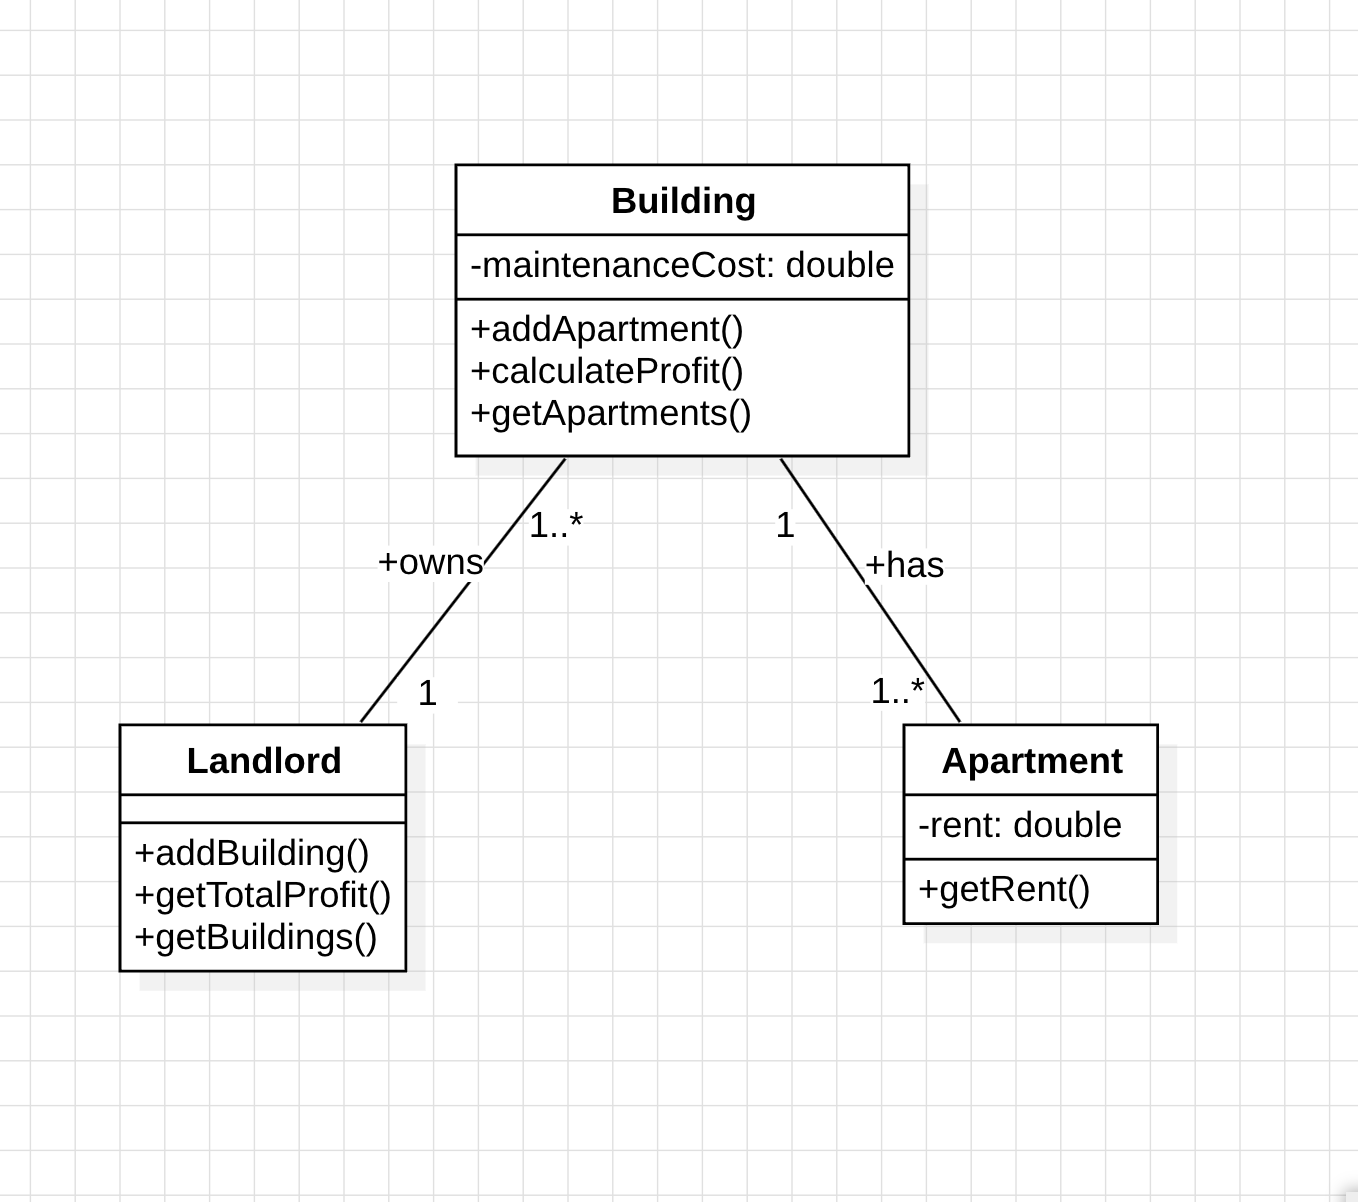 Building
-maintenanceCost: double
+addApartment()
+calculateProfit()
+getApartments()
1..*
1
+owns
+has
1
1..*
Landlord
+addBuilding()
+getTotalProfit()
+getBuildings()
Apartment
-rent: double
+getRent()